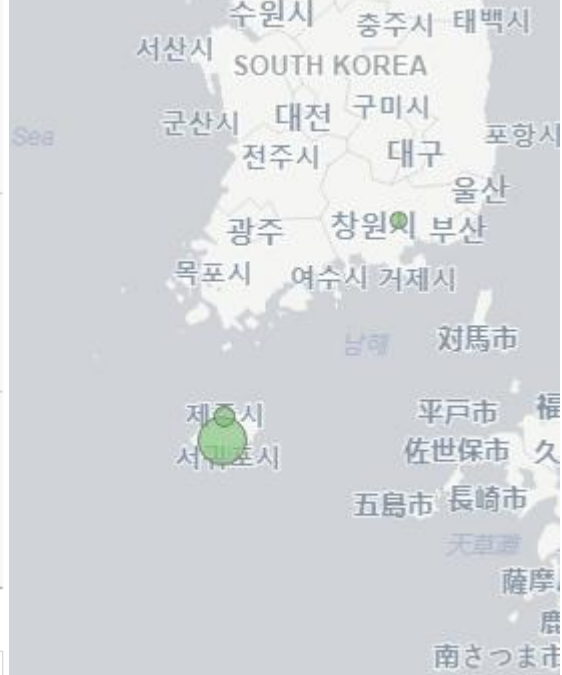 수원시
충주시
태백시
서산시
SOUTH KOREA
구미시
군산시
대전
Sea
포항시
전주시
대구
울산
창원시
부산
광주
목포시
여수시
거제시
対馬市
남해
제주시
平戸市
福
서귀포시
佐世保市
久
五島市
長崎市
天草灘
薩摩
鹿
南さつま市